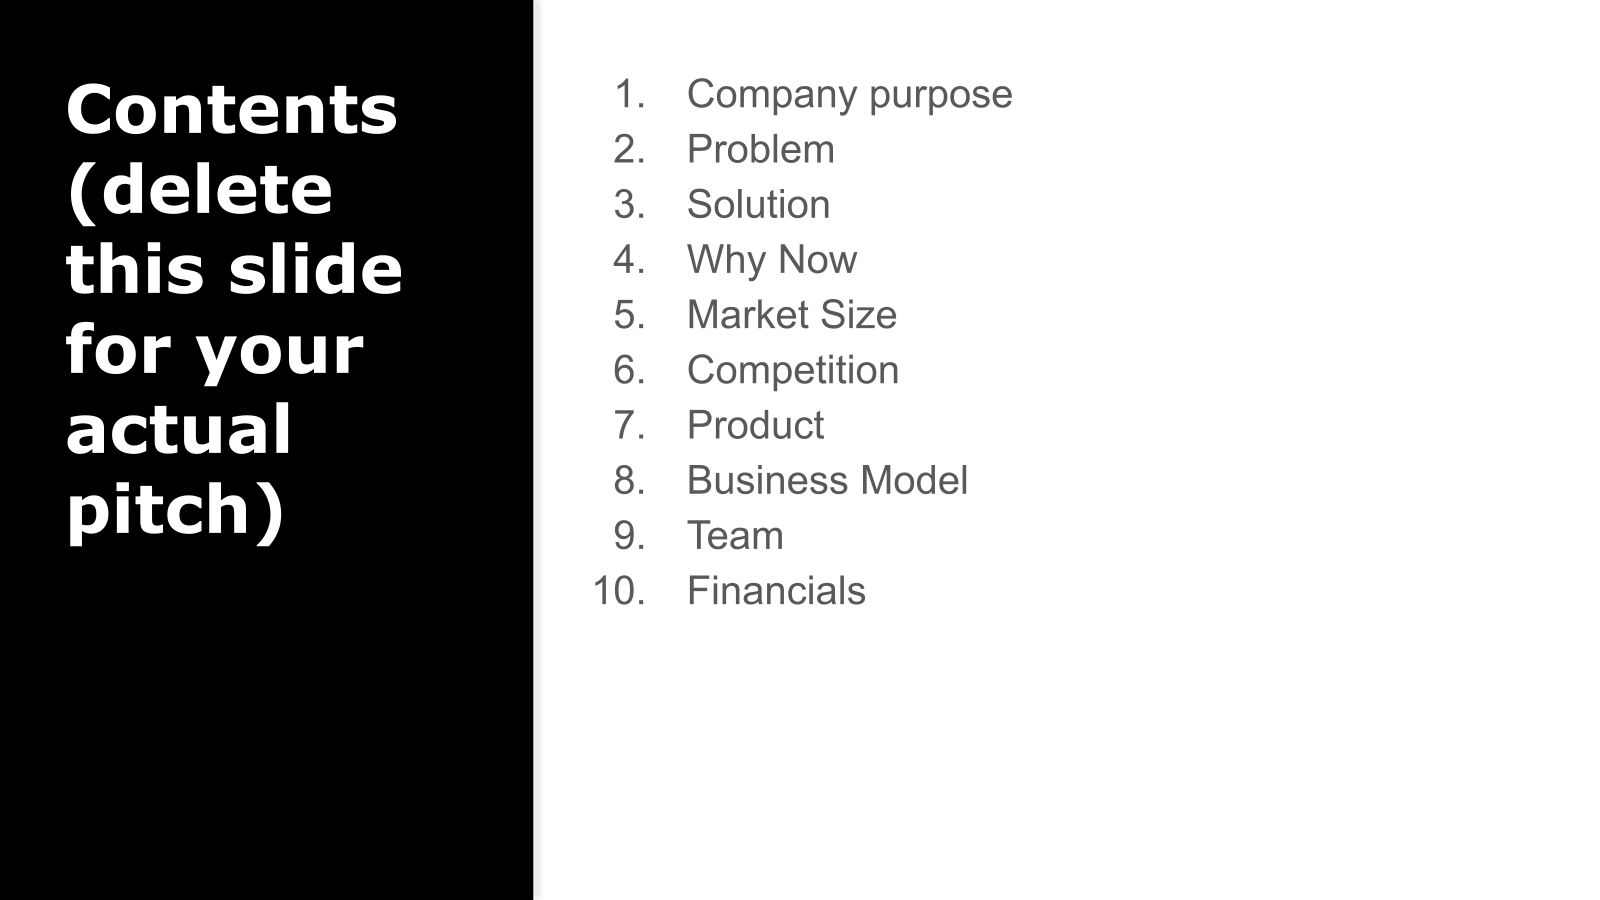 Contents
(delete
this slide
for your
actual
pitch)
1. Company purpose
2. Problem
3. Solution
4. Why Now
5. Market Size
6. Competition
7. Product
8. Business Model
9. Team
10. Financials